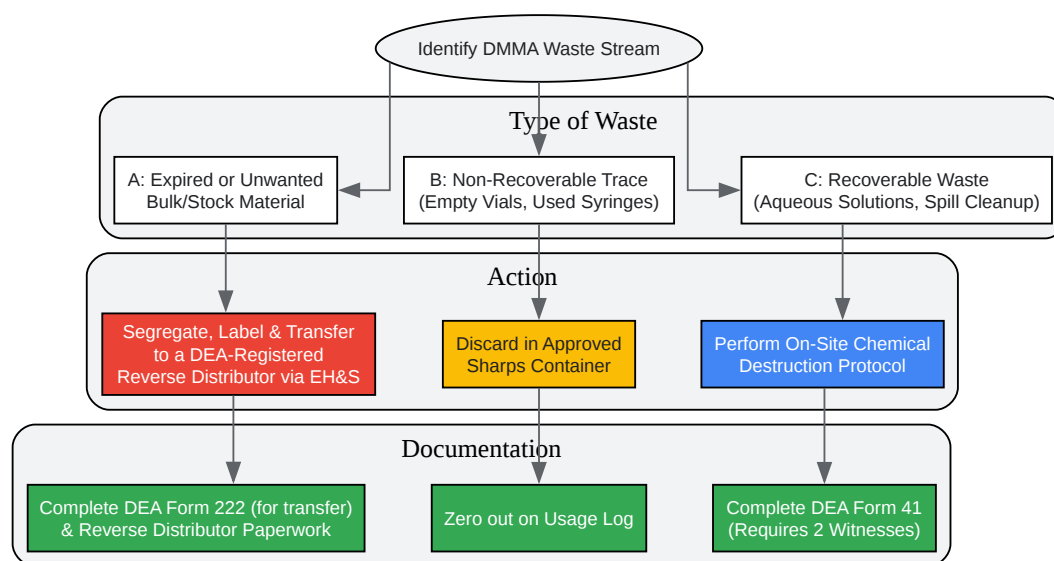 Identify DMMA Waste Stream
Type of Waste
A: Expired or Unwanted
Bulk/Stock Material
B: Non-Recoverable Trace
(Empty Vials, Used Syringes)
C: Recoverable Waste
(Aqueous Solutions, Spill Cleanup)
Action
Segregate, Label & Transfer
to a DEA-Registered
Reverse Distributor via EH&S
Discard in Approved
Sharps Container
Perform On-Site Chemical
Destruction Protocol
Documentation
Complete DEA Form 222 (for transfer)
& Reverse Distributor Paperwork
Zero out on Usage Log
Complete DEA Form 41
(Requires 2 Witnesses)